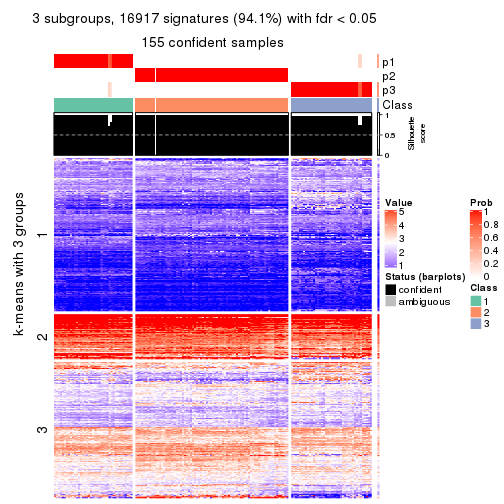 3 subgroups, 16917 signatures (94.1%) with fdr < 0.05
155 confident samples
p1
p2
p3
Class
1
0.5
0
Silhouette
score
k-means with 3 groups
1
2
3
Value
5
4
3
2
1
Status (barplots)
confident
ambiguous
Prob
1
0.8
0.6
0.4
0.2
0
Class
1
2
3